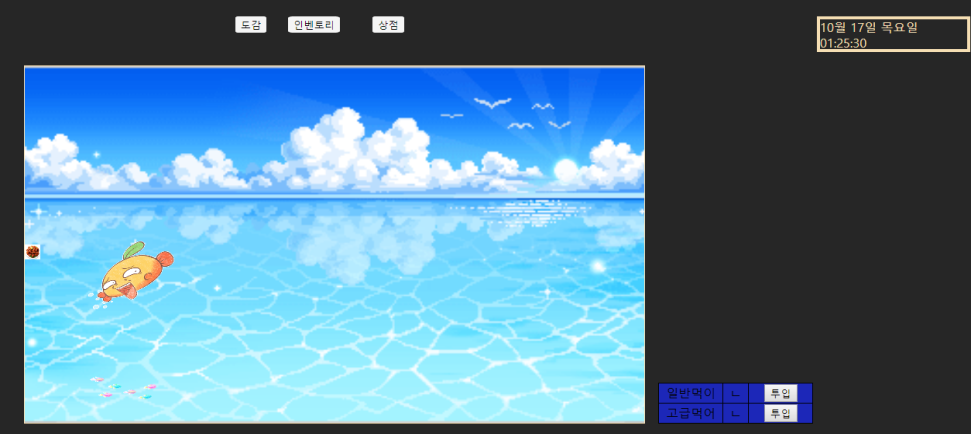 도감 인벤토리 상점
10월 17일 목요일
01:25:30
일반먹이 ㄴ 투입
고급먹어 ㄴ 투입